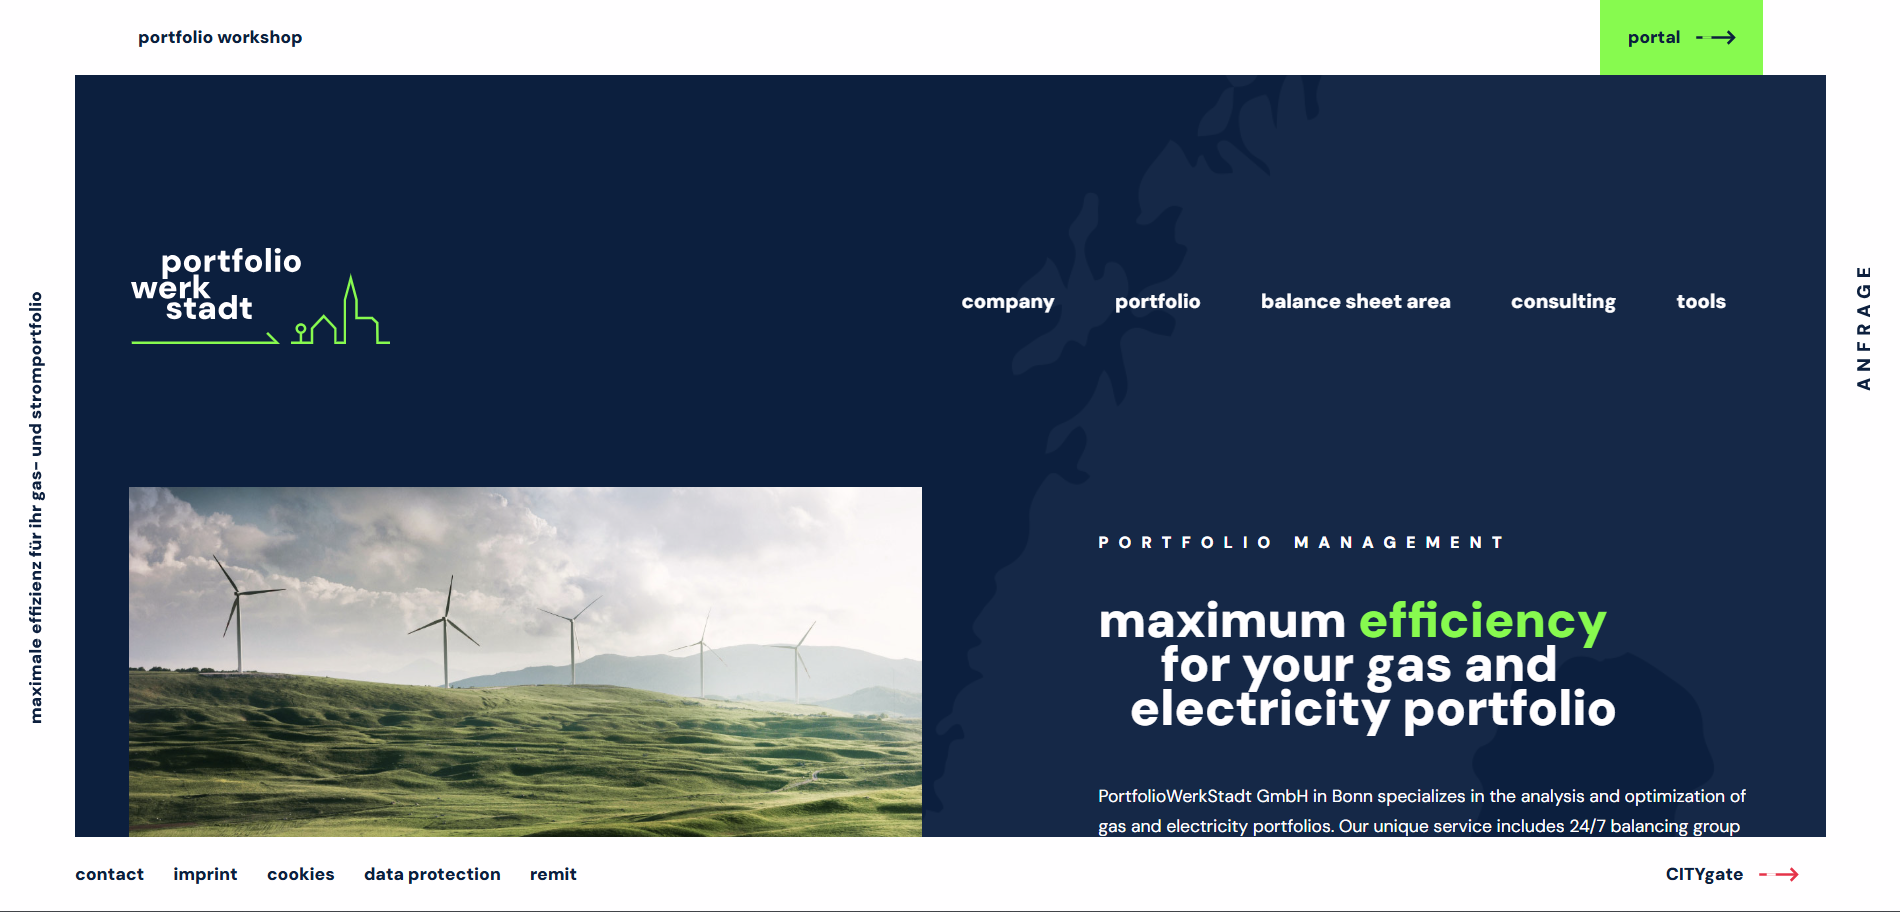 portfolio workshop
portal
portfolio
werk
stadt
company portfolio balance sheet area consulting tools
maximale effizienz für ihr gas- und stromportfolio
ANFRAGE
PORTFOLIO MANAGEMENT
maximum efficiency
for your gas and
electricity portfolio
PortfolioWerkStadt GmbH in Bonn specializes in the analysis and optimization of
gas and electricity portfolios. Our unique service includes 24/7 balancing group
contact imprint cookies data protection remit
CITYgate